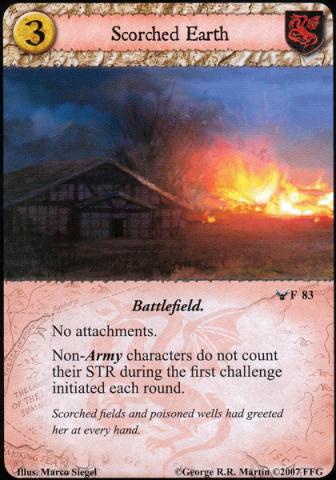 3
Scorched Earth
F 83
Battlefield.
No attachments.
Non-Army characters do not count
their STR during the first challenge
initiated each round.
Scorched fields and poisoned wells had greeted
her at every hand.
Illus. Marco Siegel ©George R.R. Martin ©2007 FFG